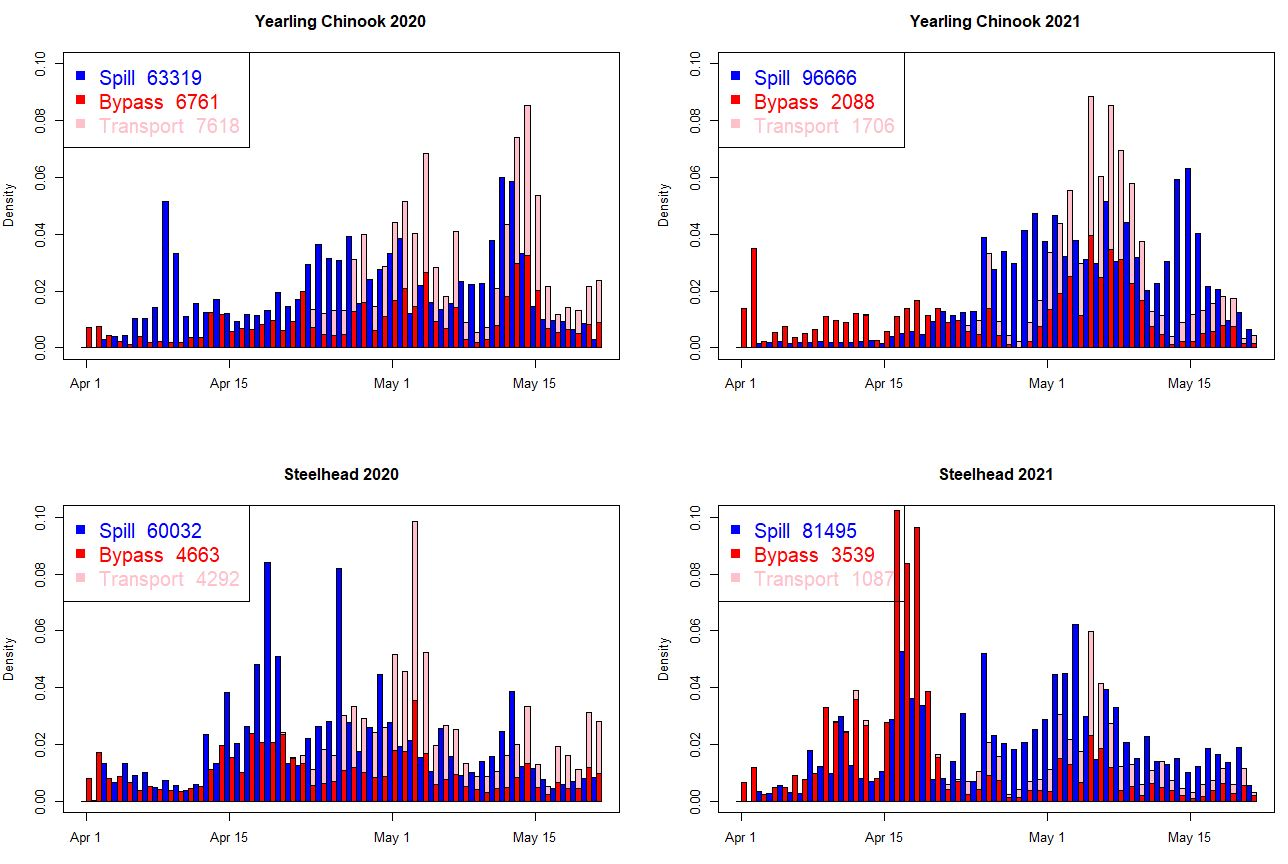 Yearling Chinook 2020
Spill 63319
Bypass 6761
Transport 7618
Density
0.00 0.02 0.04 0.06 0.08 0.10
Apr 1 Apr 15 May 1 May 15
Yearling Chinook 2021
Spill 96666
Bypass 2088
Transport 1706
Density
0.00 0.02 0.04 0.06 0.08 0.10
Apr 1 Apr 15 May 1 May 15
Steelhead 2020
Spill 60032
Bypass 4663
Transport 4292
Density
0.00 0.02 0.04 0.06 0.08 0.10
Apr 1 Apr 15 May 1 May 15
Steelhead 2021
Spill 81495
Bypass 3539
Transport 1087
Density
0.00 0.02 0.04 0.06 0.08 0.10
Apr 1 Apr 15 May 1 May 15